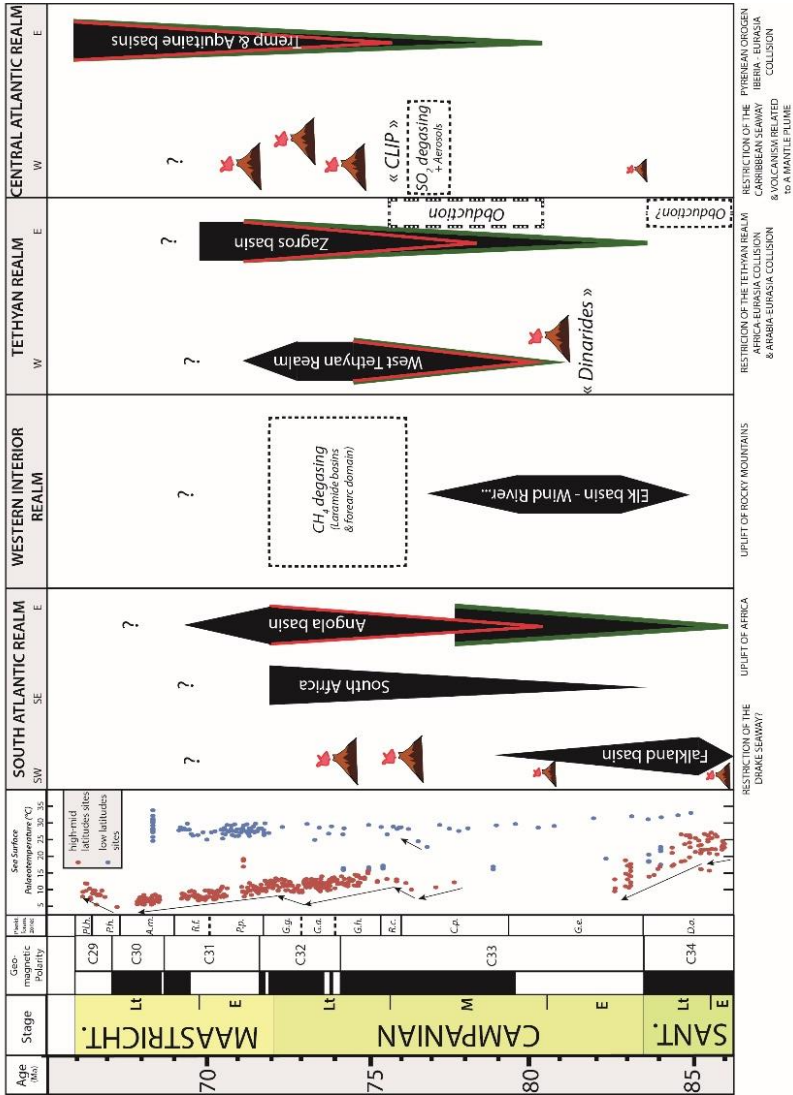 CENTRAL ATLANTIC REALM
W
E
TETHYAN REALM
W
E
WESTERN INTERIOR
REALM
SOUTH ATLANTIC REALM
SW
SE
E
Sea Surface
Palaeotemperature (°C)
5
10
15
20
25
30
35
high-mid
latitudes sites
low latitudes
sites
Geo-
magnetic
Polarity
Stage
Age
(Ma)
70
75
80
85
MAASTRICHT.
CAMPANIAN
SANT.
Lt
E
Lt
M
E
Lt
E
C29
C30
C31
C32
C33
C34
Pl.h.
P.h.
A.m.
R.f.
P.p.
G.g.
G.a.
G.h.
R.c.
C.p.
G.e.
D.a.
Tremp & Aquitaine basins
?
« CLIP »
SO2 degasing
+ Aerosols
?
Zagros basin
Obduction
Obduction?
?
West Tethyan Realm
« Dinarides »
?
CH4 degasing
(Laramide basins
& forearc domain)
Elk basin - Wind River...
?
Angola basin
?
South Africa
?
Falkland basin
PYRENEAN OROGEN
IBERIA - EURASIA
COLLISION
RESTRICTION OF THE
CARRIBBEAN SEAWAY
& VOLCANISM RELATED
to A MANTLE PLUME
RESTRICION OF THE TETHYAN REALM
AFRICA-EURASIA COLLISION
& ARABIA-EURASIA COLLISION
UPLIFT OF ROCKY MOUNTAINS
UPLIFT OF AFRICA
RESTRICTION OF THE
DRAKE SEAWAY?